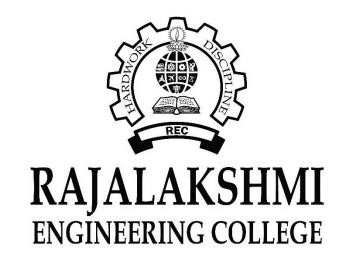 HARDWORK DISCIPLINE
REC
RAJALAKSHMI
ENGINEERING COLLEGE